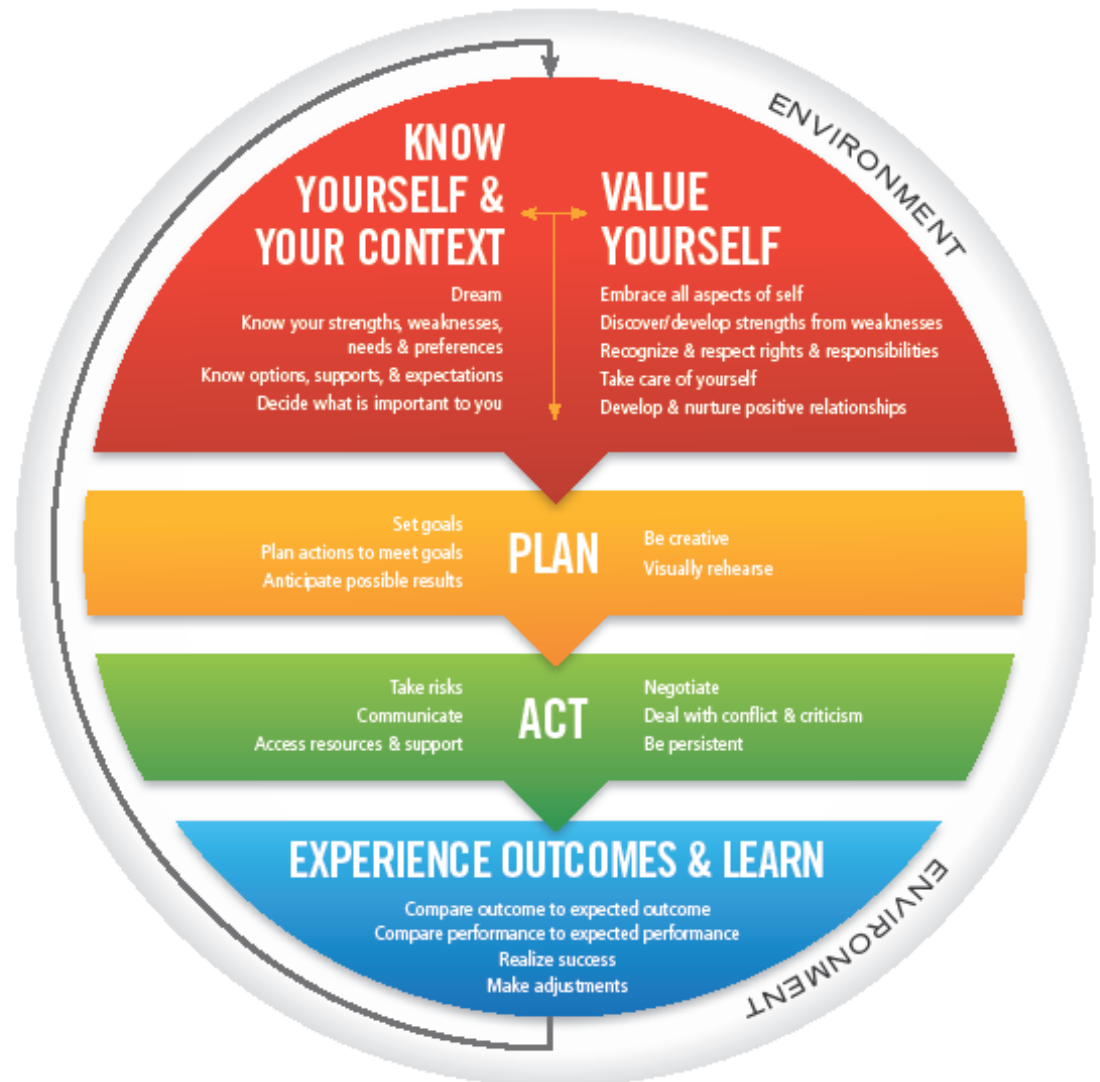 ENVIRONMENT
KNOW
YOURSELF &
YOUR CONTEXT
Dream
Know your strengths, weaknesses,
needs & preferences
Know options, supports, & expectations
Decide what is important to you
VALUE
YOURSELF
Embrace all aspects of self
Discover/develop strengths from weaknesses
Recognize & respect rights & responsibilities
Take care of yourself
Develop & nurture positive relationships
Set goals
Plan actions to meet goals
Anticipate possible results
PLAN
Be creative
Visually rehearse
Take risks
Communicate
Access resources & support
ACT
Negotiate
Deal with conflict & criticism
Be persistent
EXPERIENCE OUTCOMES & LEARN
Compare outcome to expected outcome
Compare performance to expected performance
Realize success
Make adjustments
ENVIRONMENT